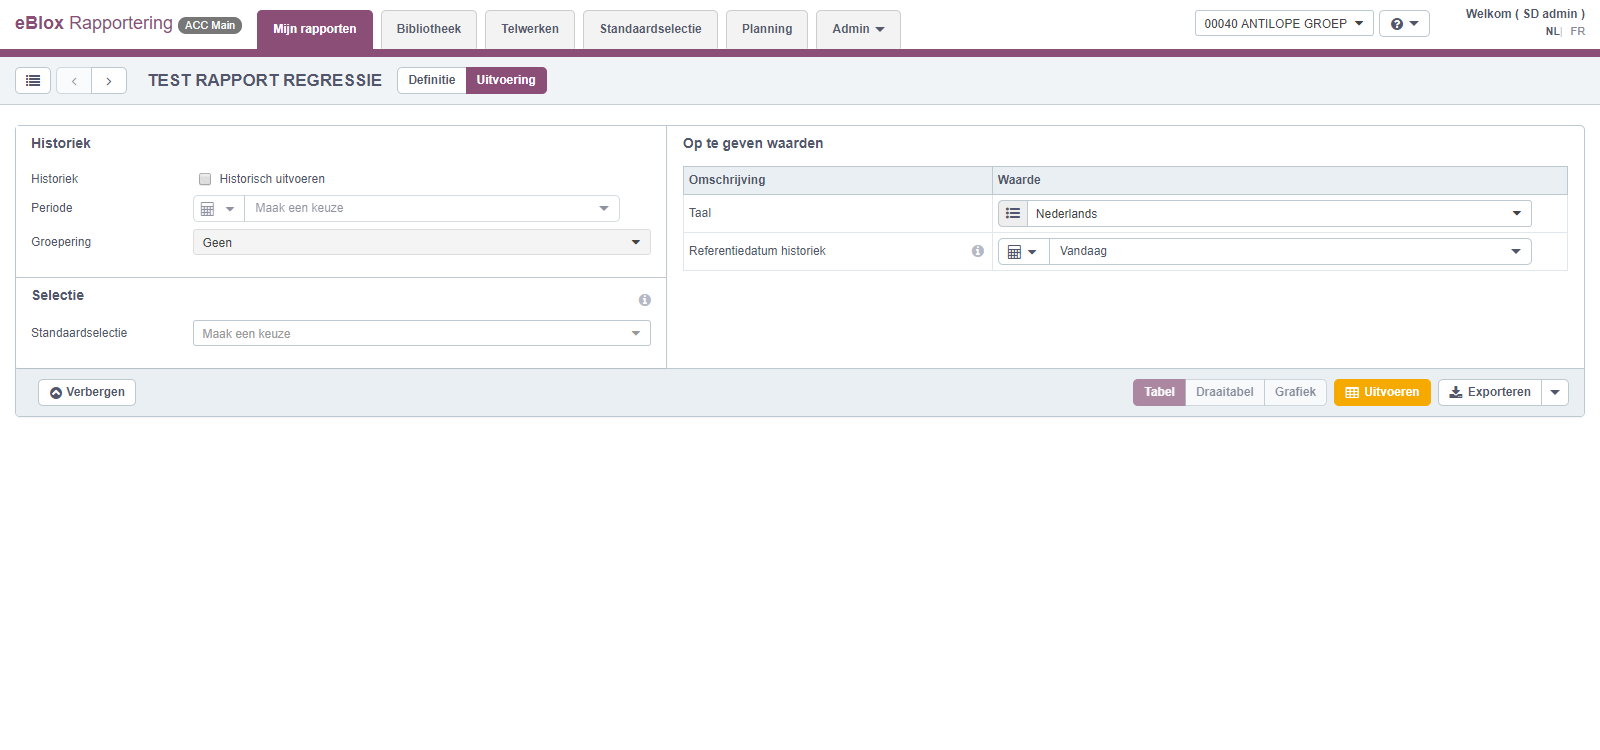 eBlox Rapportering ACC Main Mijn rapporten Bibliotheek Telwerken Standaardselectie Planning Admin 00040 ANTILOPE GROEP Welkom ( SD admin )
NL| FR
TEST RAPPORT REGRESSIE Definitie Uitvoering
Historiek
Historiek Historisch uitvoeren
Periode Maak een keuze
Groepering Geen
Selectie
Standaardselectie Maak een keuze
Op te geven waarden
Omschrijving Waarde
Taal Nederlands
Referentiedatum historiek Vandaag
Verbergen Tabel Draaitabel Grafiek Uitvoeren Exporteren